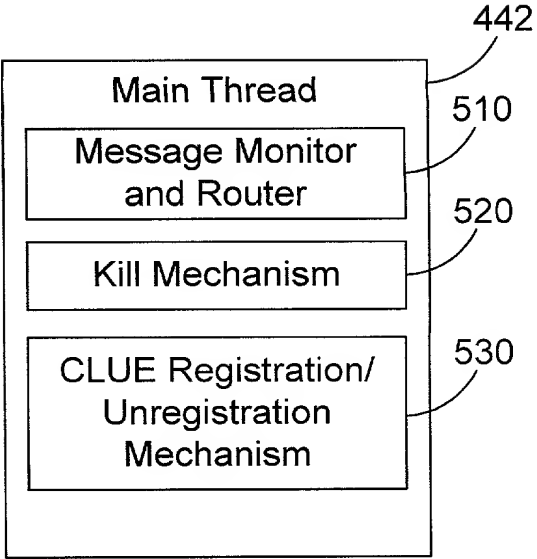 442
Main Thread
510
Message Monitor
and Router
520
Kill Mechanism
530
CLUE Registration/
Unregistration
Mechanism